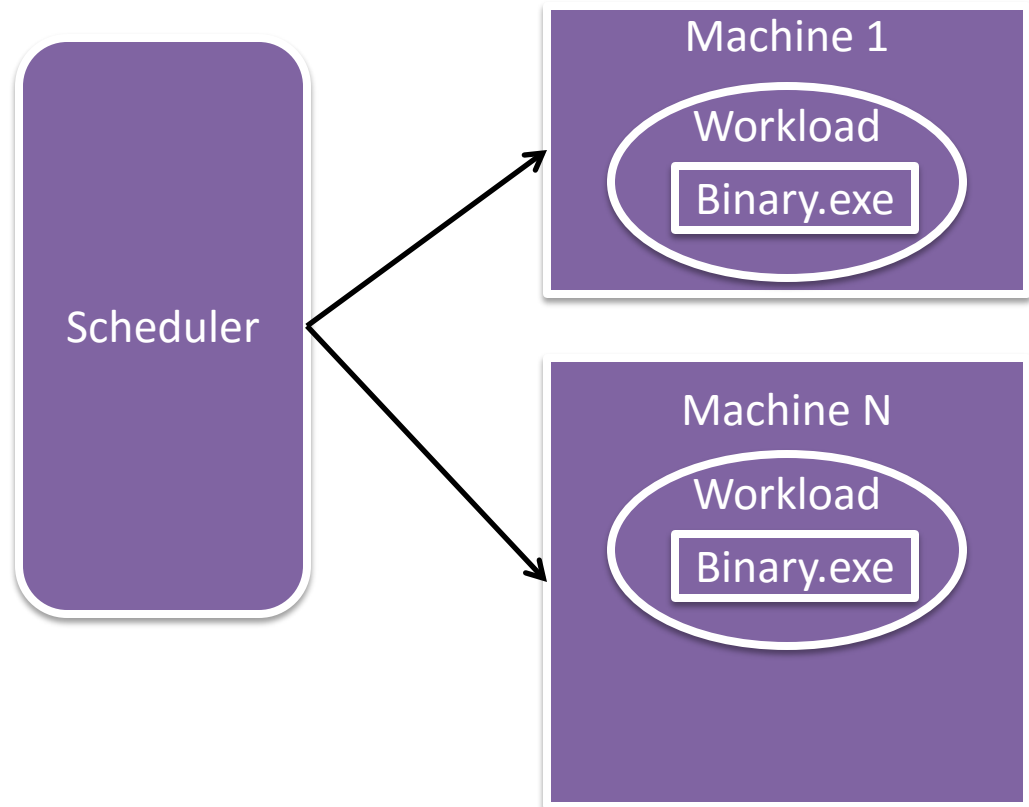 Scheduler
Machine 1
Workload
Binary.exe
Machine N
Workload
Binary.exe